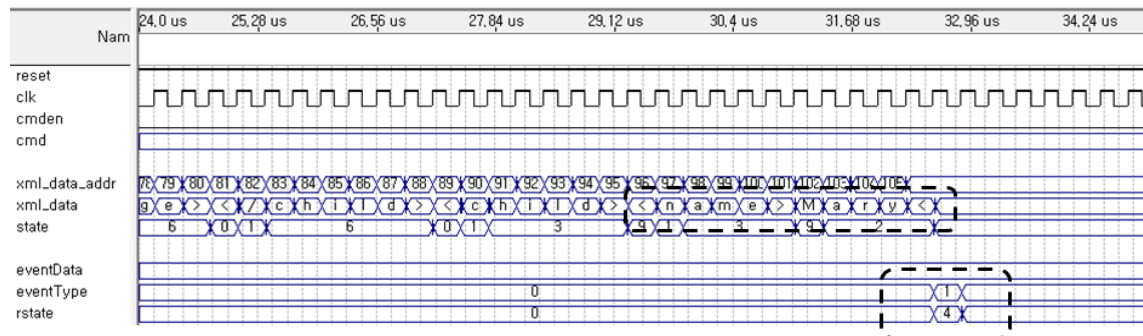 24,0 us 25,28 us 26,56 us 27,84 us 29,12 us 30,4 us 31,68 us 32,96 us 34,24 us
Nam
reset
clk
cmden
cmd
xml_data_addr 78 79 80 81 82 83 84 85 86 87 88 89 90 91 92 93 94 95 96 97 98 99 100 101 102 103 104 105
xml_data g e > < / c h i l d > < c h i l d > < n a m e > M a r y <
state 6 0 1 6 0 1 3 9 1 3 9 2
eventData
eventType 0 1
rstate 0 4